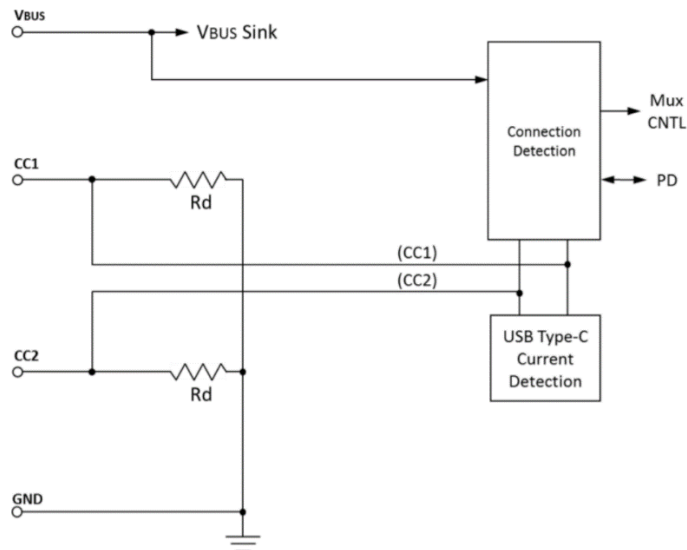 VBUS
VBUS Sink
Connection
Detection
Mux
CNTL
PD
CC1
Rd
(CC1)
(CC2)
USB Type-C
Current
Detection
CC2
Rd
GND